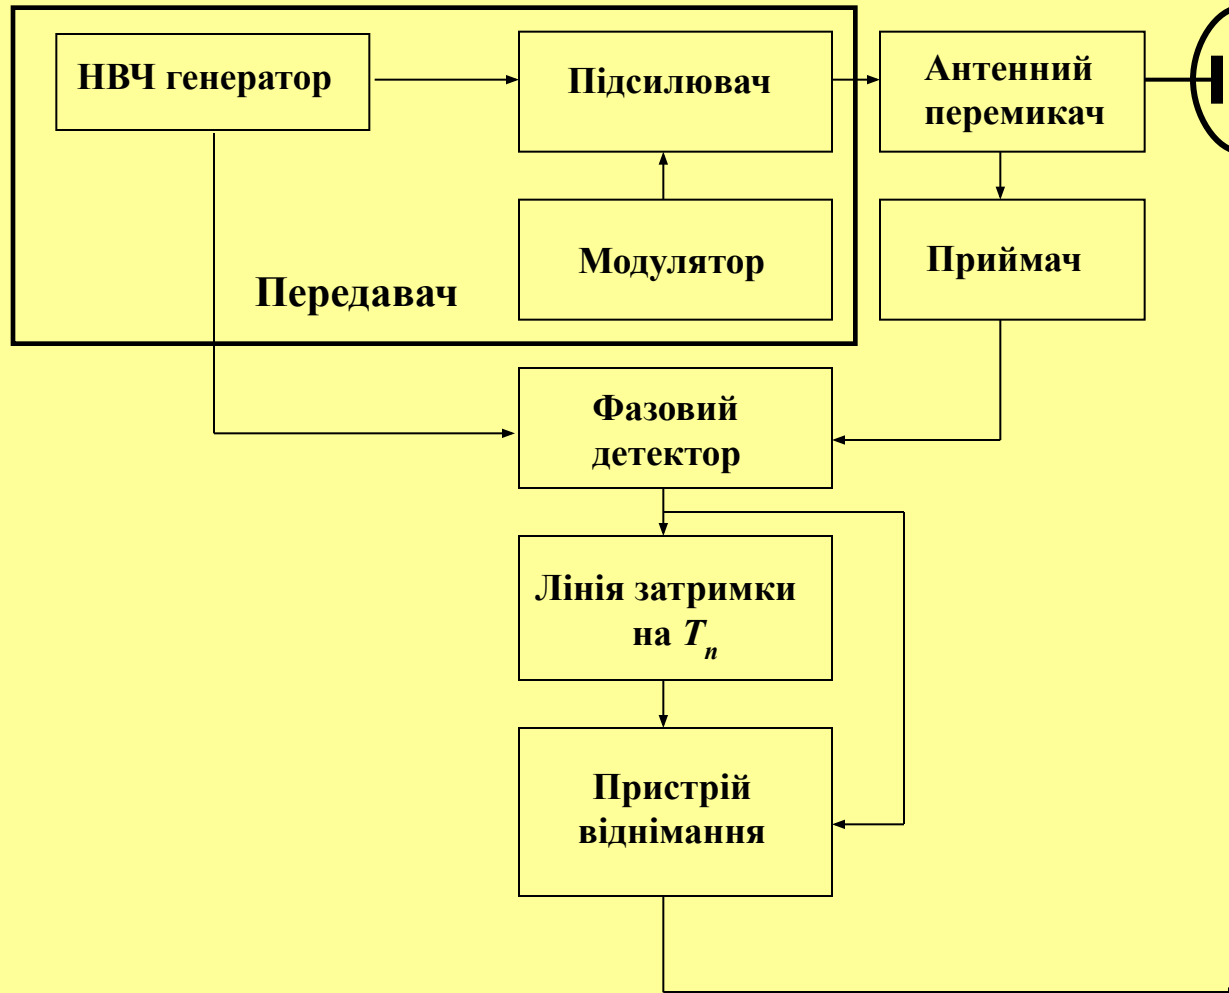 НВЧ генератор
Підсилювач
Антенний
перемикач
Модулятор
Приймач
Передавач
Фазовий
детектор
Лінія затримки
на Tп
Пристрій
віднімання